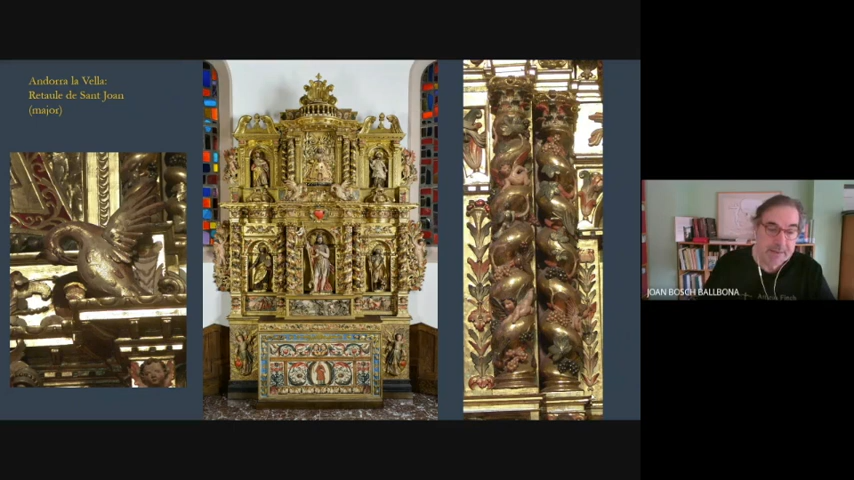 Andorra la Vella:
Retaule de Sant Joan
(major)
JOAN BOSCH BALLBONA